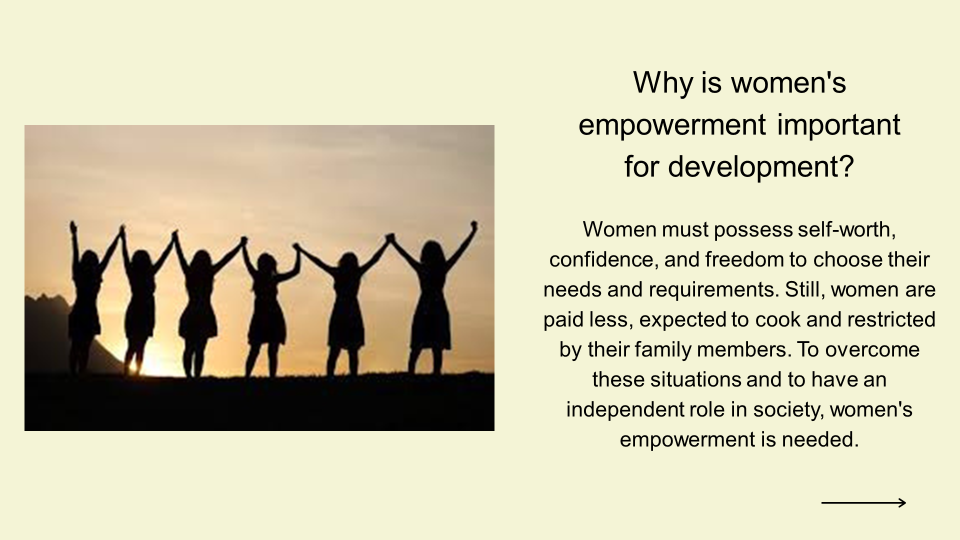 Why is women's
empowerment important
for development?
Women must possess self-worth,
confidence, and freedom to choose their
needs and requirements. Still, women are
paid less, expected to cook and restricted
by their family members. To overcome
these situations and to have an
independent role in society, women's
empowerment is needed.